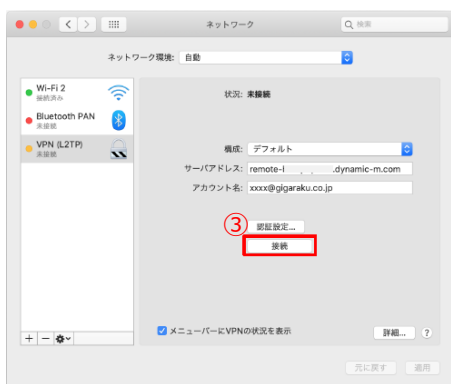 ネットワーク
検索
ネットワーク環境: 自動
Wi-Fi 2
接続済み
Bluetooth PAN
未接続
VPN (L2TP)
未接続
状況: 未接続
構成: デフォルト
サーバアドレス: remote-l .dynamic-m.com
アカウント名: xxxx@gigaraku.co.jp
③
認証設定...
接続
メニューバーにVPNの状況を表示
詳細... ?
元に戻す 適用